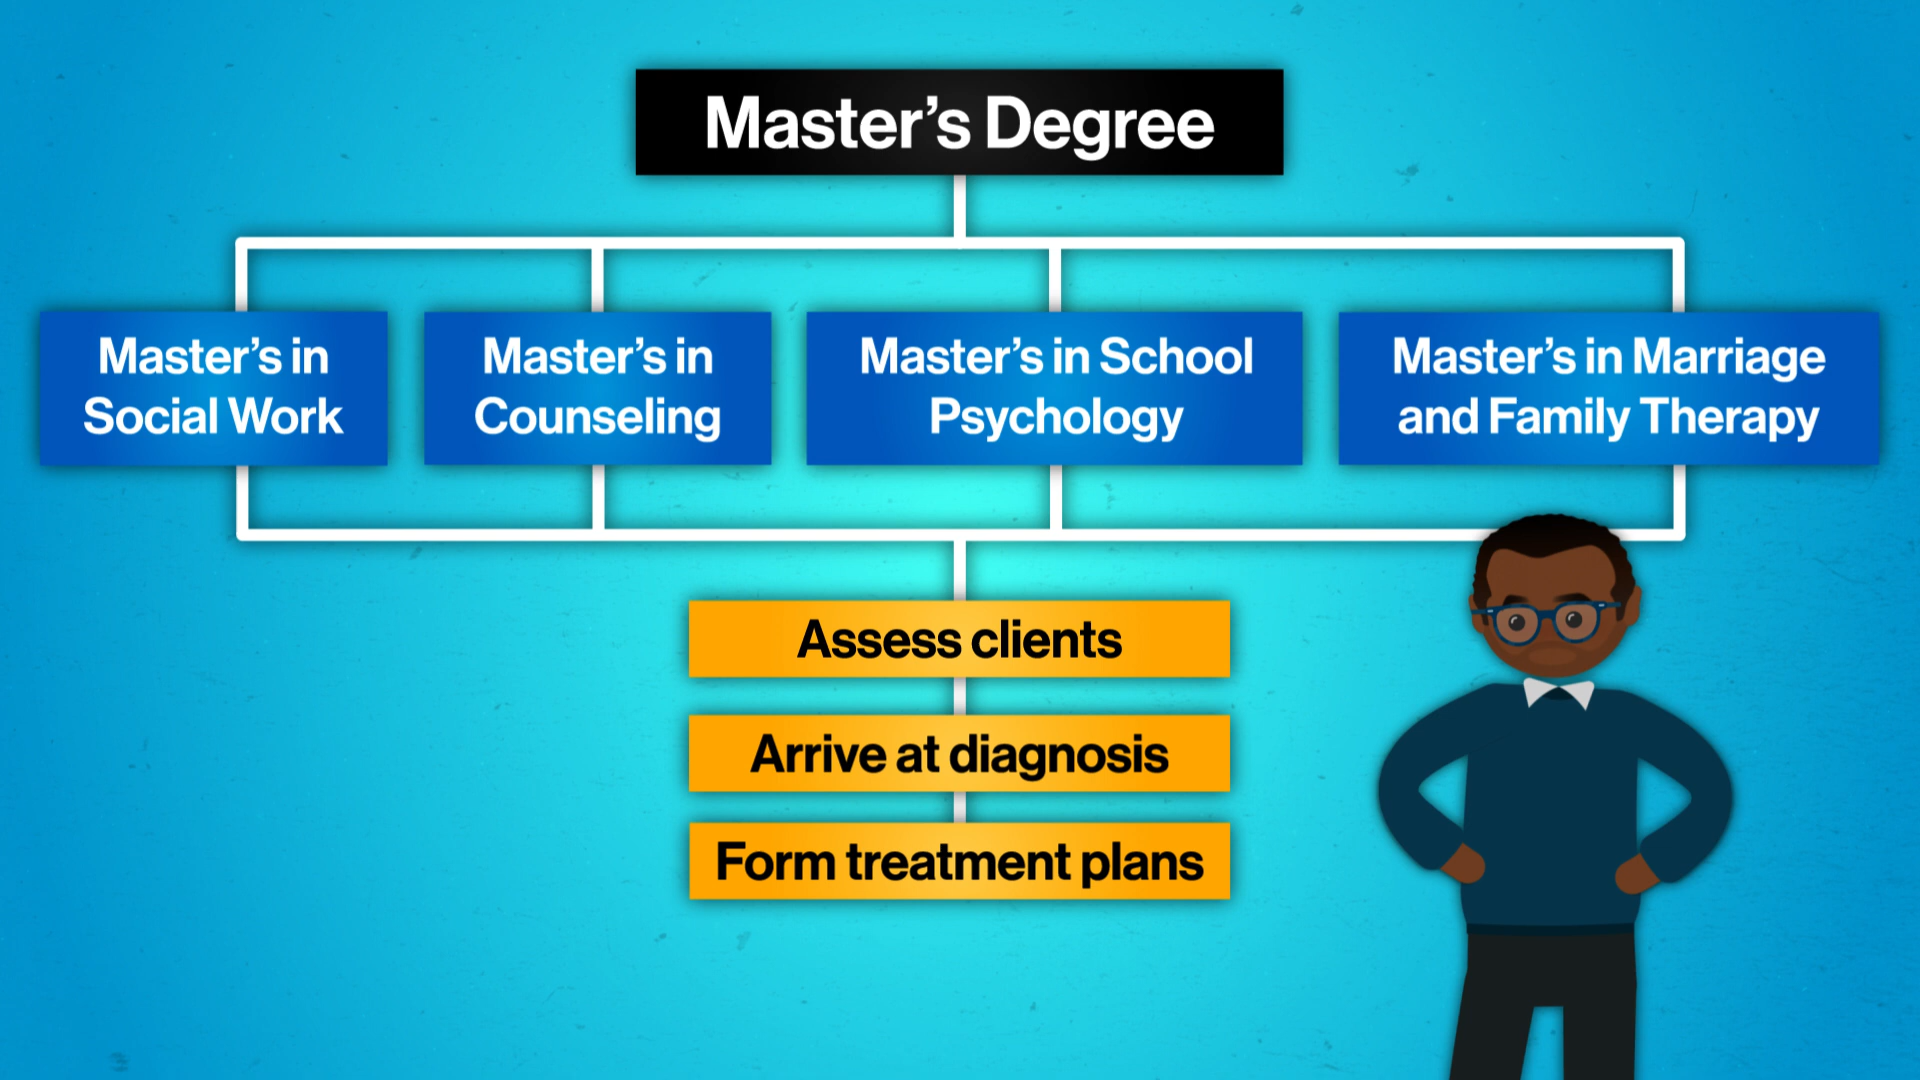 Master’s Degree
Master’s in
Social Work
Master’s in
Counseling
Master’s in School
Psychology
Master’s in Marriage
and Family Therapy
Assess clients
Arrive at diagnosis
Form treatment plans